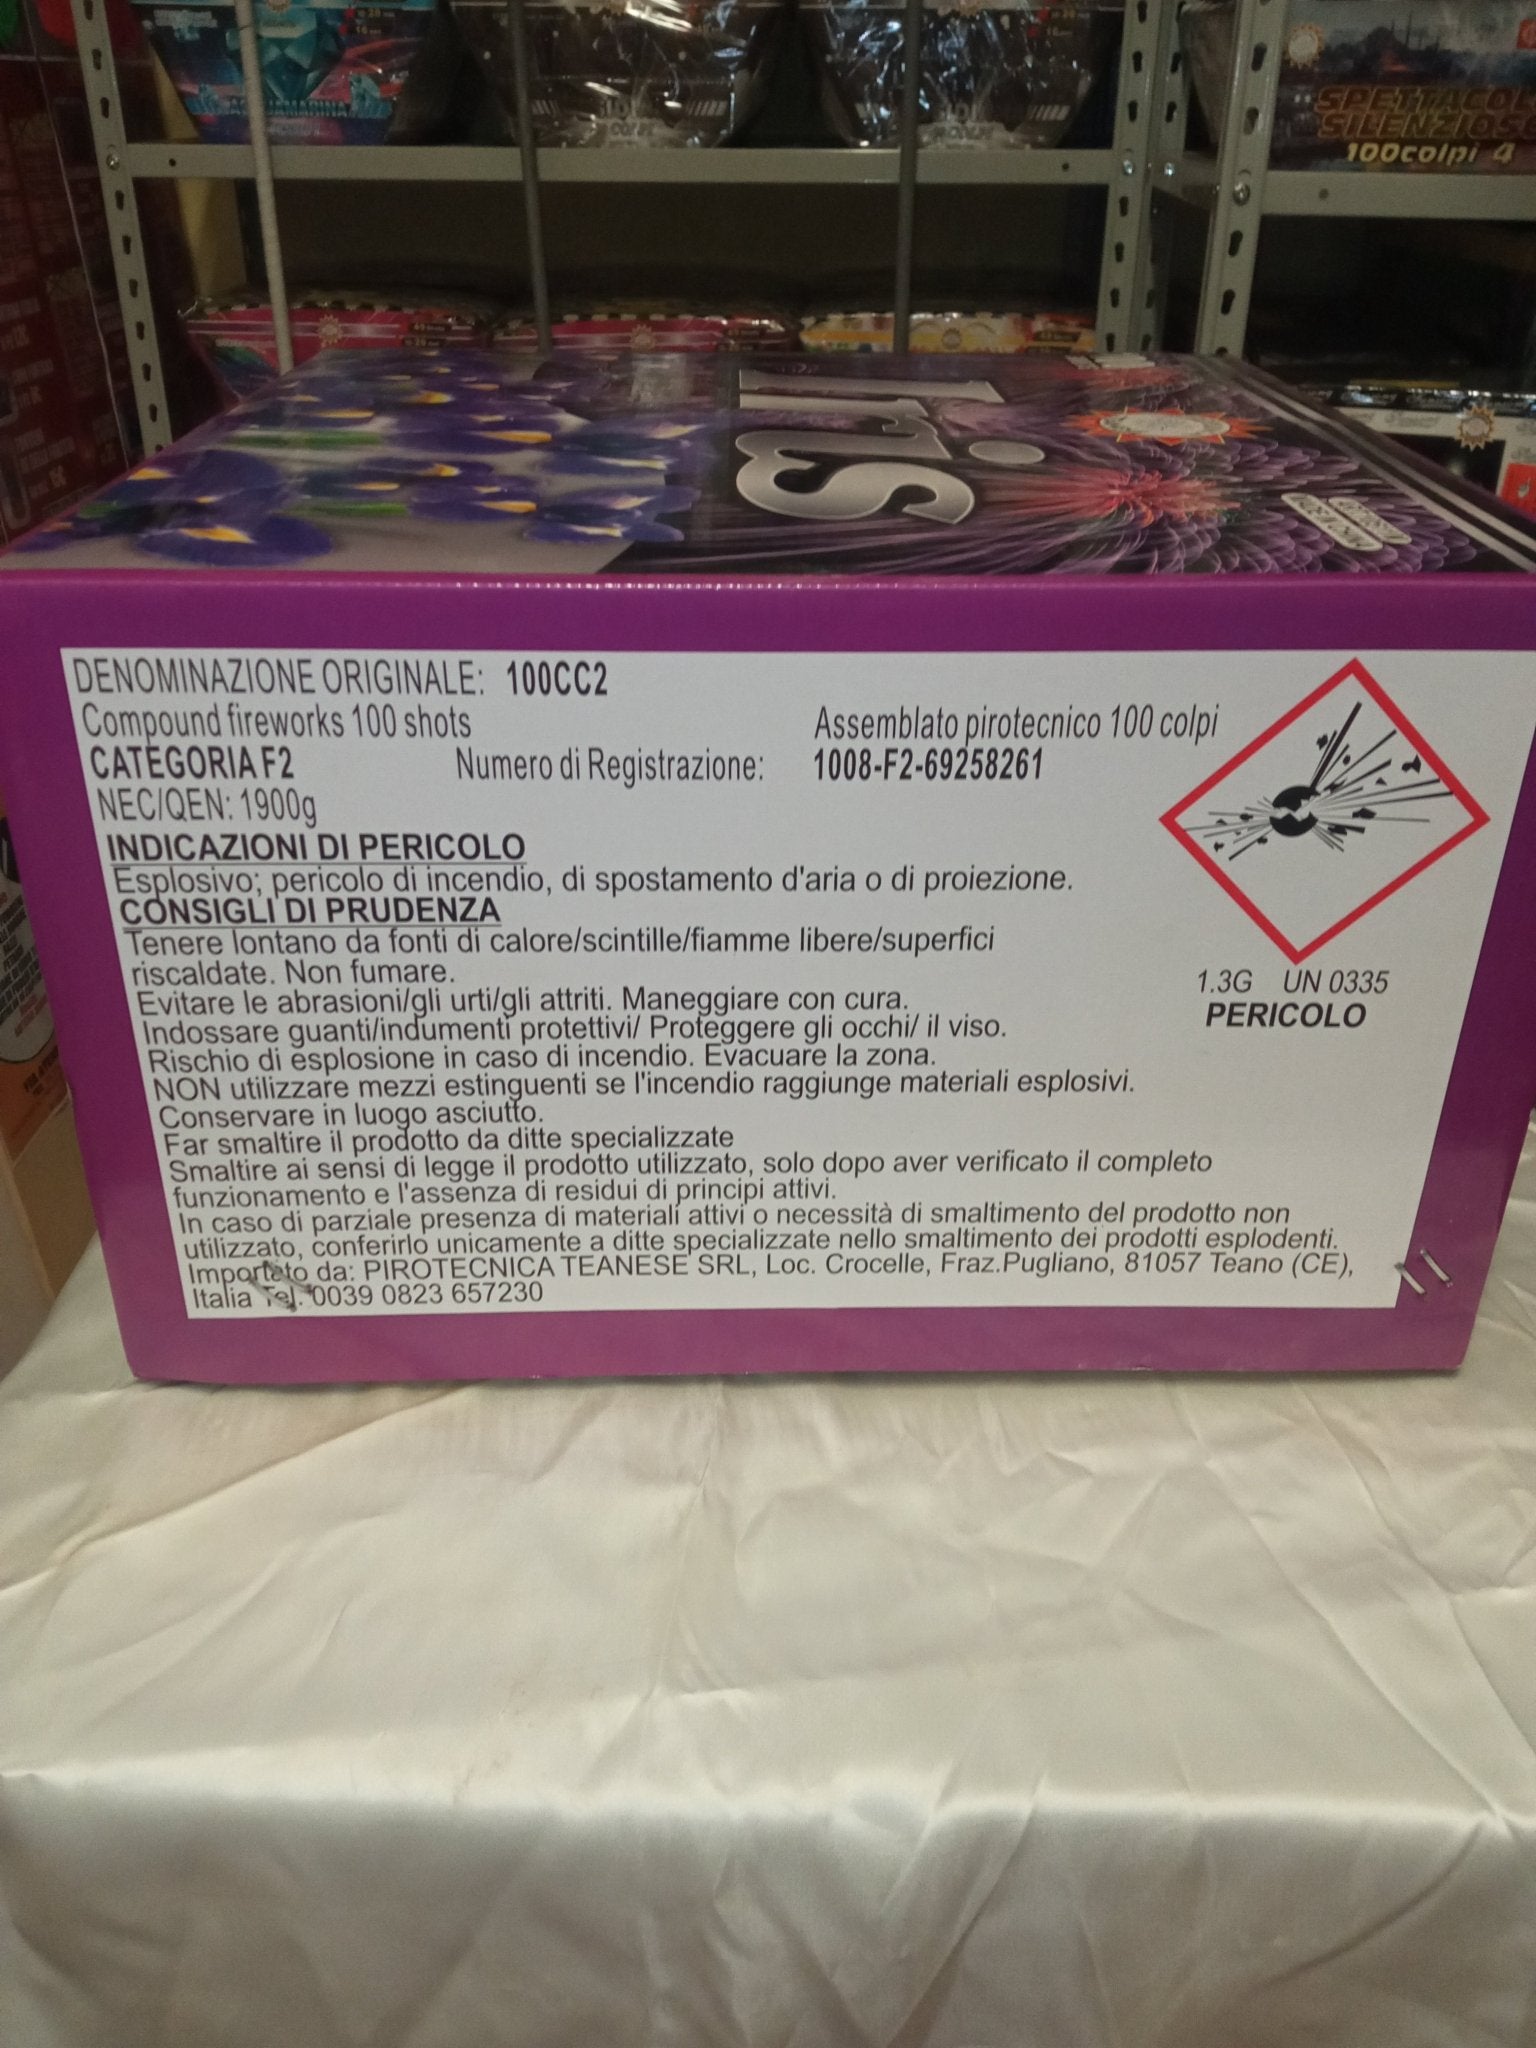 AQUAMARINA
SPETTACOL
SILENZIOS
100colpi 4
Iris
DENOMINAZIONE ORIGINALE: 100CC2
Compound fireworks 100 shots Assemblato pirotecnico 100 colpi
CATEGORIA F2 Numero di Registrazione: 1008-F2-69258261
NEC/QEN: 1900g
INDICAZIONI DI PERICOLO
Esplosivo; pericolo di incendio, di spostamento d'aria o di proiezione.
CONSIGLI DI PRUDENZA
Tenere lontano da fonti di calore/scintille/fiamme libere/superfici
riscaldate. Non fumare.
Evitare le abrasioni/gli urti/gli attriti. Maneggiare con cura.
Indossare guanti/indumenti protettivi/ Proteggere gli occhi/ il viso.
Rischio di esplosione in caso di incendio. Evacuare la zona.
NON utilizzare mezzi estinguenti se l'incendio raggiunge materiali esplosivi.
Conservare in luogo asciutto.
Far smaltire il prodotto da ditte specializzate
Smaltire ai sensi di legge il prodotto utilizzato, solo dopo aver verificato il completo
funzionamento e l'assenza di residui di principi attivi.
In caso di parziale presenza di materiali attivi o necessità di smaltimento del prodotto non
utilizzato, conferirlo unicamente a ditte specializzate nello smaltimento dei prodotti esplodenti.
Importato da: PIROTECNICA TEANESE SRL, Loc. Crocelle, Fraz.Pugliano, 81057 Teano (CE),
Italia Tel. 0039 0823 657230
1.3G UN 0335
PERICOLO